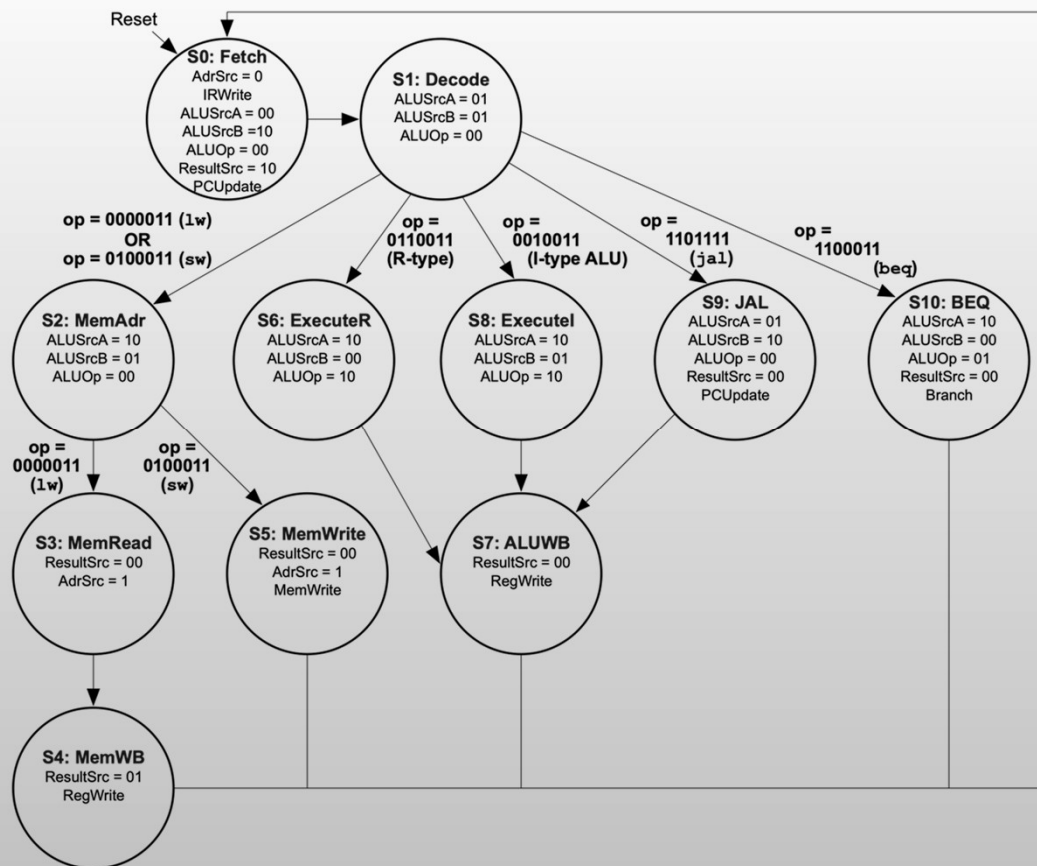 Reset
S0: Fetch
AdrSrc = 0
IRWrite
ALUSrcA = 00
ALUSrcB =10
ALUOp = 00
ResultSrc = 10
PCUpdate
S1: Decode
ALUSrcA = 01
ALUSrcB = 01
ALUOp = 00
op = 0000011 (lw)
OR
op = 0100011 (sw)
op =
0110011
(R-type)
op =
0010011
(I-type ALU)
op =
1101111
(jal)
op =
1100011
(beq)
S2: MemAdr
ALUSrcA = 10
ALUSrcB = 01
ALUOp = 00
S6: ExecuteR
ALUSrcA = 10
ALUSrcB = 00
ALUOp = 10
S8: ExecuteI
ALUSrcA = 10
ALUSrcB = 01
ALUOp = 10
S9: JAL
ALUSrcA = 01
ALUSrcB = 10
ALUOp = 00
ResultSrc = 00
PCUpdate
S10: BEQ
ALUSrcA = 10
ALUSrcB = 00
ALUOp = 01
ResultSrc = 00
Branch
op =
0000011
(lw)
op =
0100011
(sw)
S3: MemRead
ResultSrc = 00
AdrSrc = 1
S5: MemWrite
ResultSrc = 00
AdrSrc = 1
MemWrite
S7: ALUWB
ResultSrc = 00
RegWrite
S4: MemWB
ResultSrc = 01
RegWrite